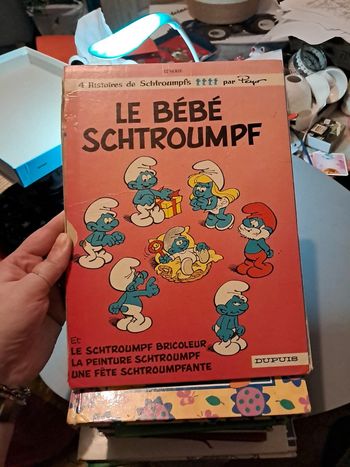 4 Histoires de Schtroumpfs par Peyo
LE BÉBÉ
SCHTROUMPF
Et
LE SCHTROUMPF BRICOLEUR
LA PEINTURE SCHTROUMPF
UNE FÊTE SCHTROUMPFANTE
DUPUIS